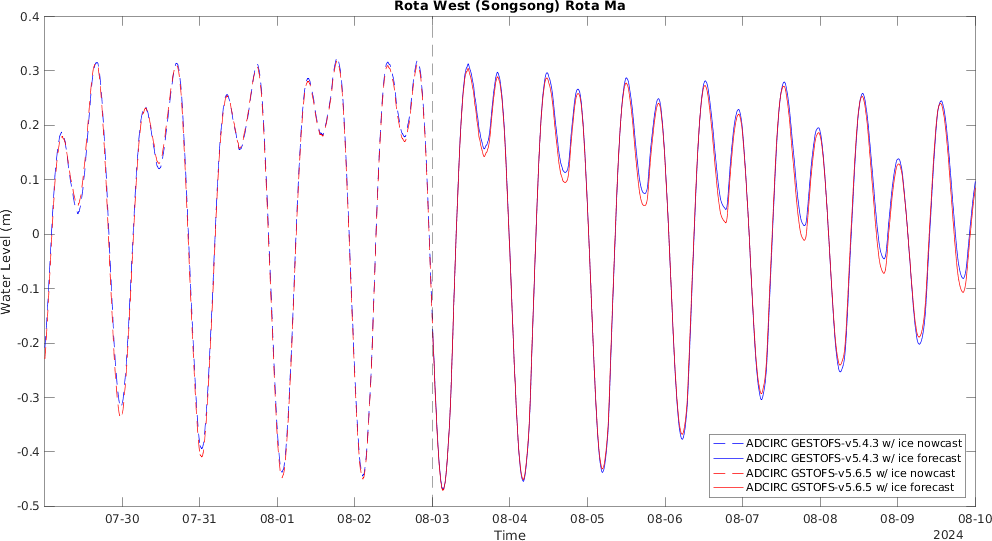 Rota West (Songsong) Rota Ma
0.4
0.3
0.2
0.1
0
-0.1
-0.2
-0.3
-0.4
-0.5
Water Level (m)
ADCIRC GESTOFS-v5.4.3 w/ ice nowcast
ADCIRC GESTOFS-v5.4.3 w/ ice forecast
ADCIRC GSTOFS-v5.6.5 w/ ice nowcast
ADCIRC GSTOFS-v5.6.5 w/ ice forecast
07-30 07-31 08-01 08-02 08-03 08-04 08-05 08-06 08-07 08-08 08-09 08-10
Time
2024